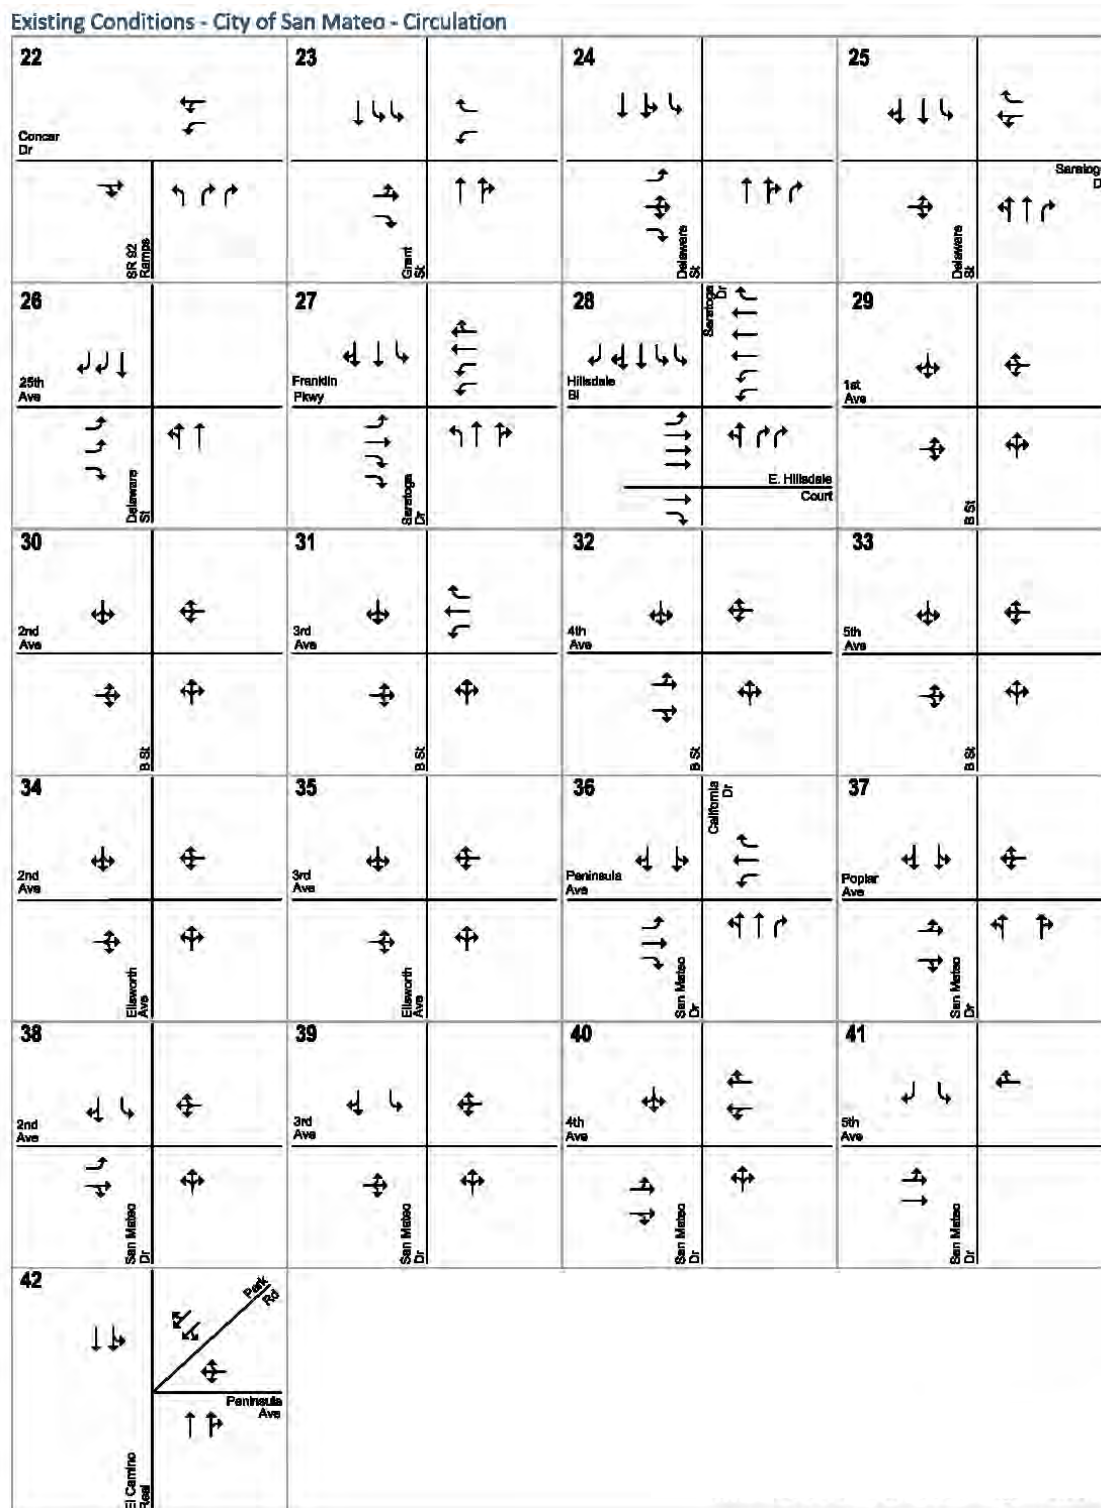 Existing Conditions - City of San Mateo - Circulation
22
Concar
Dr
SR 92
Ramps
23
Grant
St
24
Delaware
St
25
Saratog
D
Delaware
St
26
25th
Ave
Delaware
St
27
Franklin
Pkwy
Saratoga
Dr
28
Saratoga
Dr
Hillsdale
Bl
E. Hillsdale
Court
29
1st
Ave
B St
30
2nd
Ave
B St
31
3rd
Ave
B St
32
4th
Ave
B St
33
5th
Ave
B St
34
2nd
Ave
Ellsworth
Ave
35
3rd
Ave
Ellsworth
Ave
36
California
Dr
Peninsula
Ave
San Mateo
Dr
37
Poplar
Ave
San Mateo
Dr
38
2nd
Ave
San Mateo
Dr
39
3rd
Ave
San Mateo
Dr
40
4th
Ave
San Mateo
Dr
41
5th
Ave
San Mateo
Dr
42
Park
Rd
Peninsula
Ave
El Camino
Real